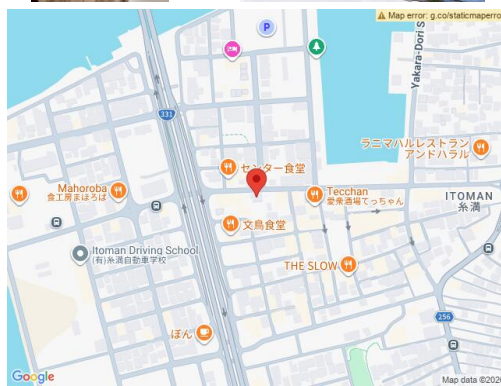 Map error: g.co/staticmaperro
P
Yakara-Dori S
331
ラニマハルレストラン
アンドハラル
センター食堂
Mahoroba
食工房まほろば
Tecchan
愛衆酒場てっちゃん
ITOMAN
糸満
文鳥食堂
Itoman Driving School
(有)糸満自動車学校
THE SLOW
256
ぽん
Google
Map data ©2026